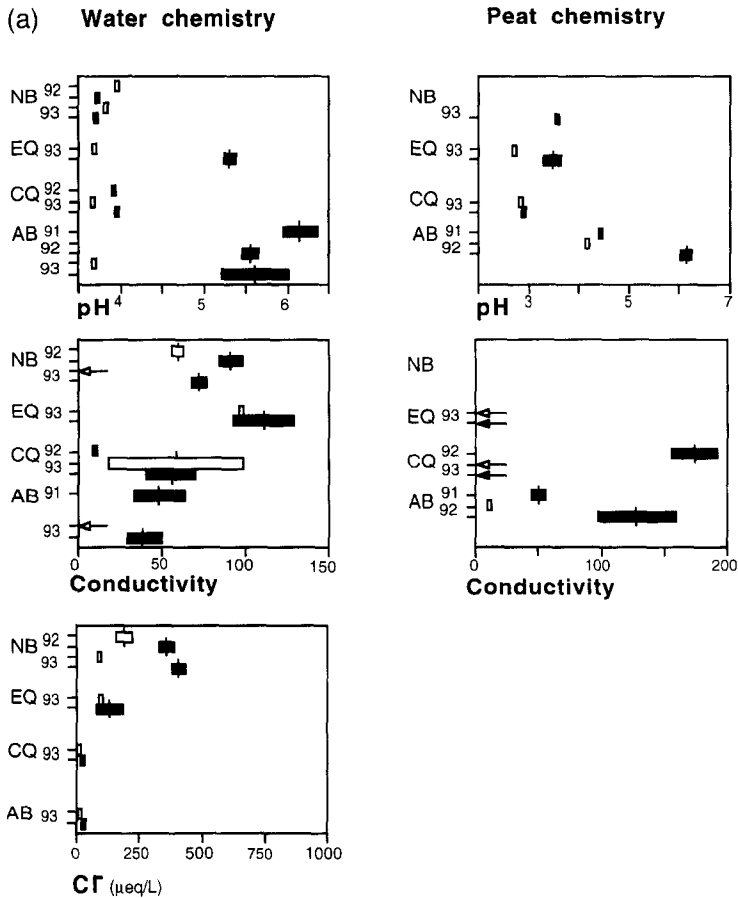 (a) Water chemistry
Peat chemistry
NB 92
93
EQ 93
CQ 92
93
AB 91
92
93
pH 4 5 6
NB
93
EQ 93
CQ
93
AB 91
92
pH 3 5 7
NB 92
93
EQ 93
CQ 92
93
AB 91
93
0 50 100 150
Conductivity
NB
EQ 93
CQ 92
93
AB 91
92
0 100 200
Conductivity
NB 92
93
EQ 93
CQ 93
AB 93
0 250 500 750 1000
Cl⁻ (µeq/L)